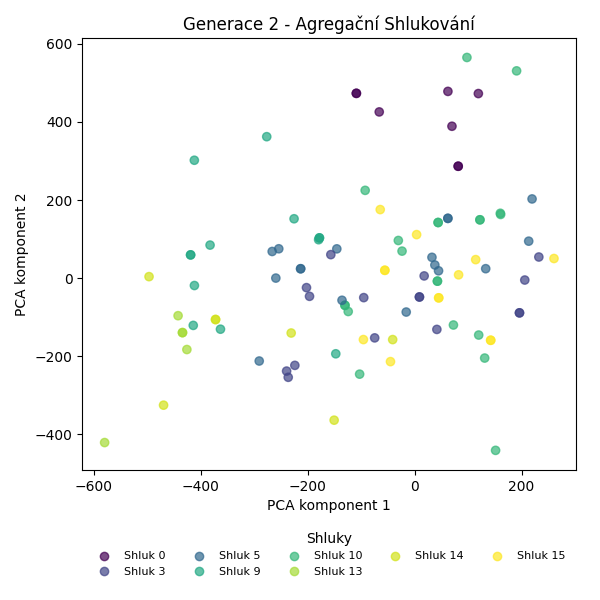 Generace 2 - Agregační Shlukování
PCA komponent 2
600
400
200
0
−200
−400
−600 −400 −200 0 200
PCA komponent 1
Shluky
Shluk 0 Shluk 5 Shluk 10 Shluk 14 Shluk 15
Shluk 3 Shluk 9 Shluk 13